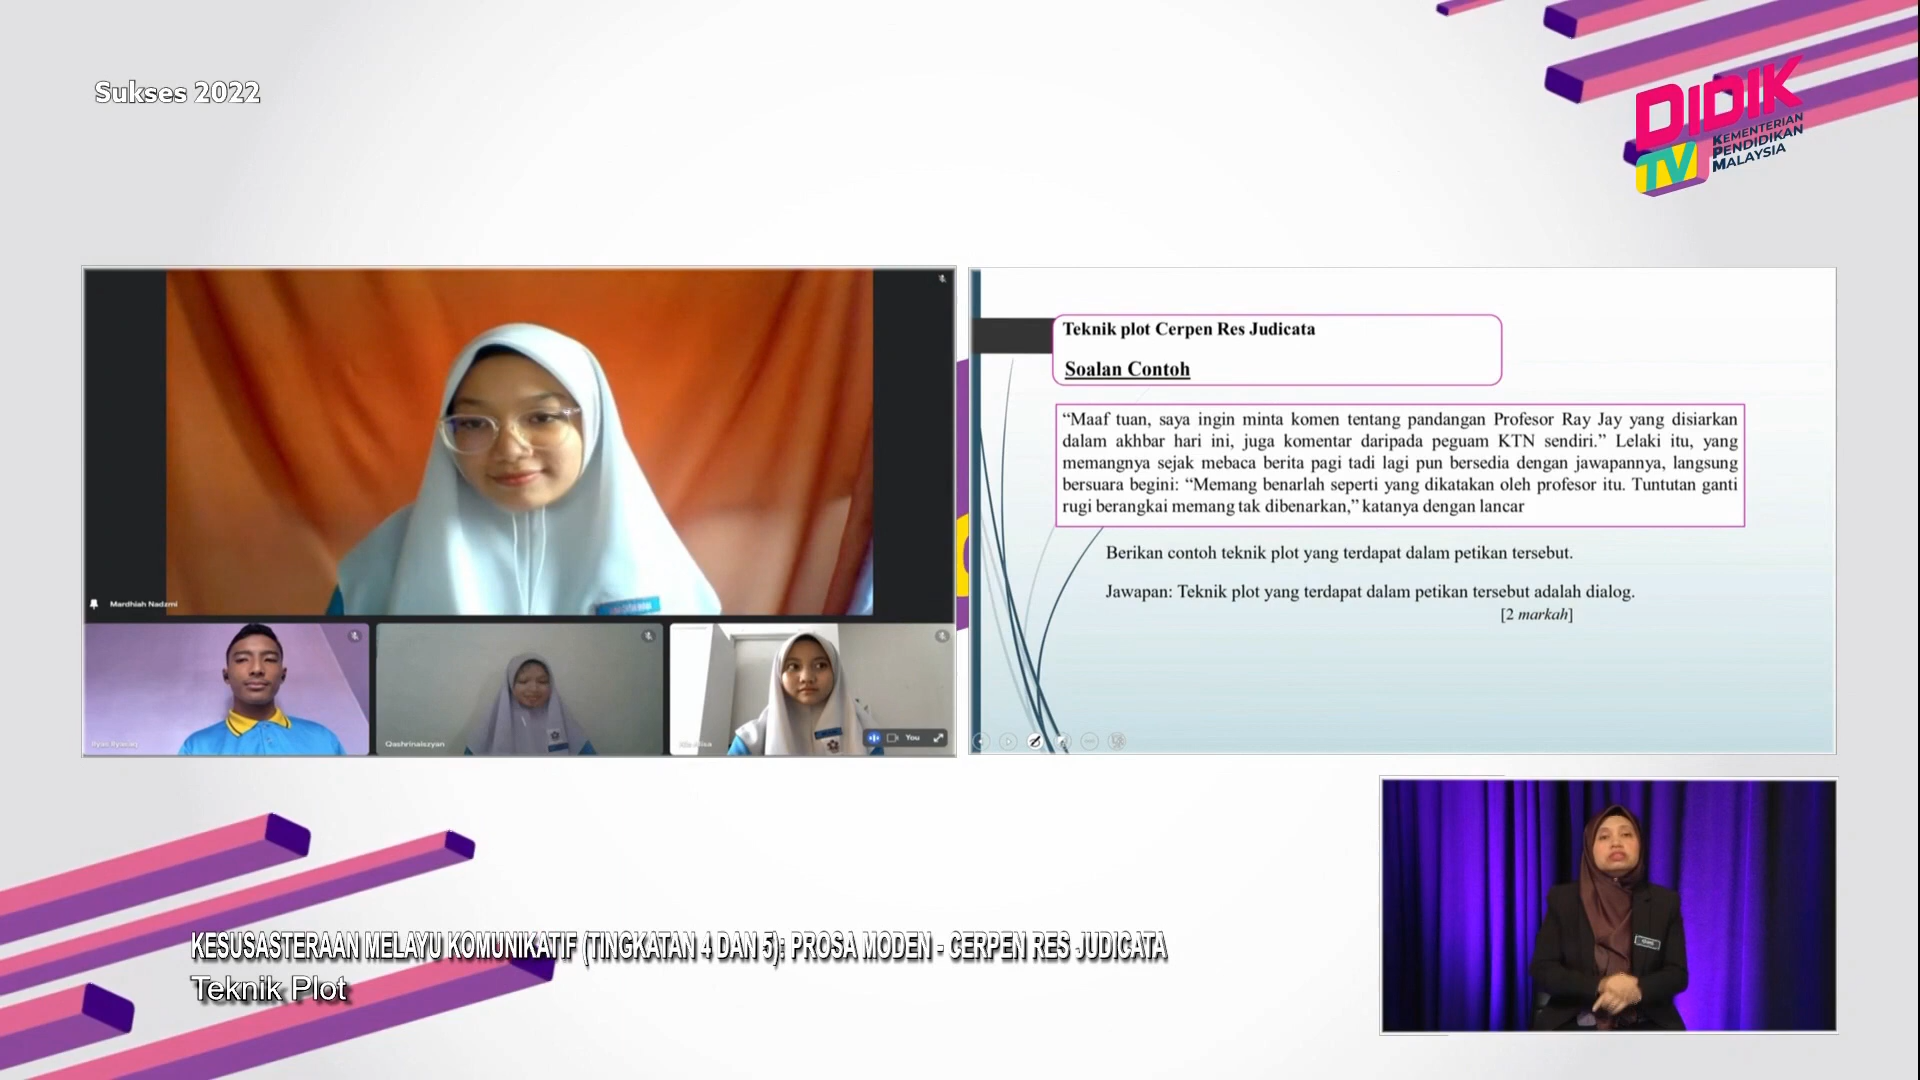 Sukses 2022
DIDIK
TV
KEMENTERIAN
PENDIDIKAN
MALAYSIA
Mardhiah Nadzmi
Qashrinaiszyan
You
Teknik plot Cerpen Res Judicata
Soalan Contoh
“Maaf tuan, saya ingin minta komen tentang pandangan Profesor Ray Jay yang disiarkan
dalam akhbar hari ini, juga komentar daripada peguam KTN sendiri.” Lelaki itu, yang
memangnya sejak mebaca berita pagi tadi lagi pun bersedia dengan jawapannya, langsung
bersuara begini: “Memang benarlah seperti yang dikatakan oleh profesor itu. Tuntutan ganti
rugi berangkai memang tak dibenarkan,” katanya dengan lancar
Berikan contoh teknik plot yang terdapat dalam petikan tersebut.
Jawapan: Teknik plot yang terdapat dalam petikan tersebut adalah dialog.
[2 markah]
KESUSASTERAAN MELAYU KOMUNIKATIF (TINGKATAN 4 DAN 5): PROSA MODEN - CERPEN RES JUDICATA
Teknik Plot